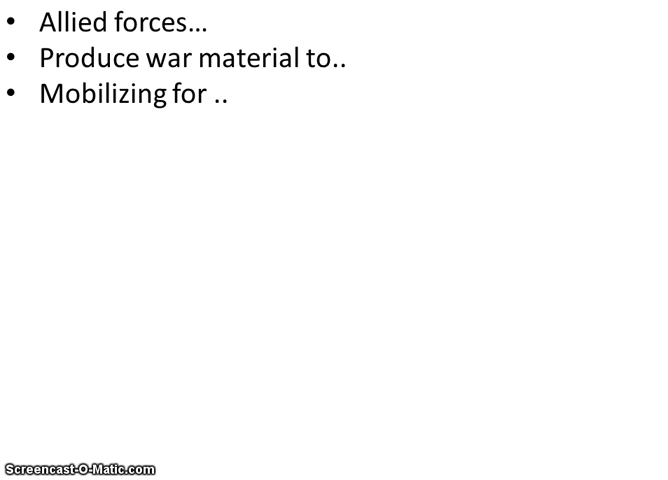 • Allied forces...
• Produce war material to..
• Mobilizing for ..
Screencast-O-Matic.com